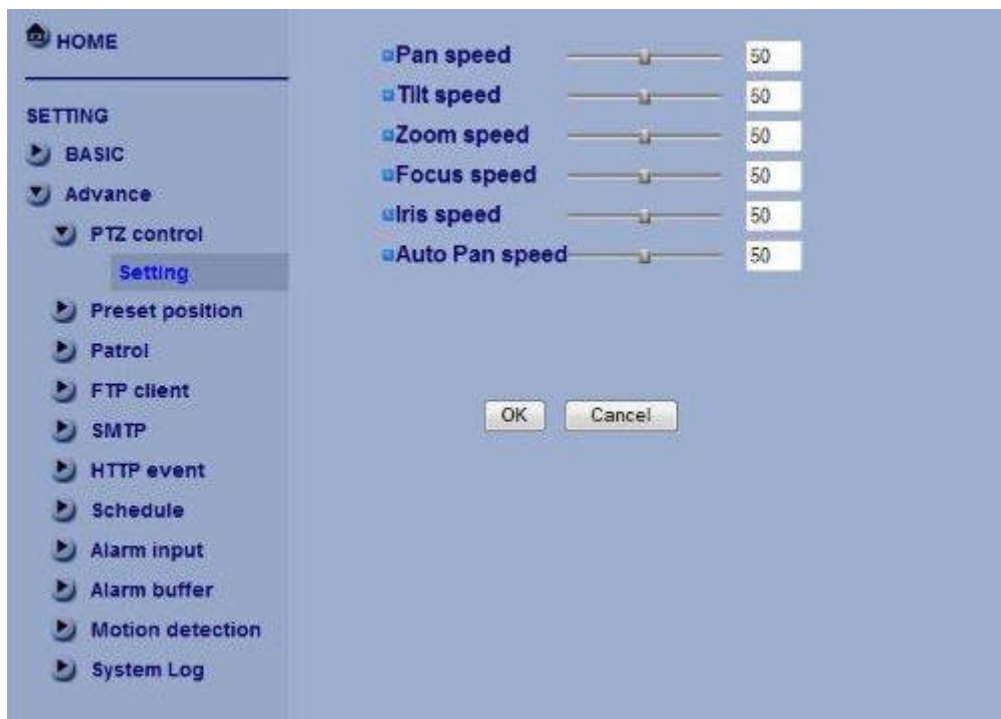 HOME
SETTING
BASIC
Advance
PTZ control
Setting
Preset position
Patrol
FTP client
SMTP
HTTP event
Schedule
Alarm input
Alarm buffer
Motion detection
System Log
Pan speed 50
Tilt speed 50
Zoom speed 50
Focus speed 50
Iris speed 50
Auto Pan speed 50
OK Cancel